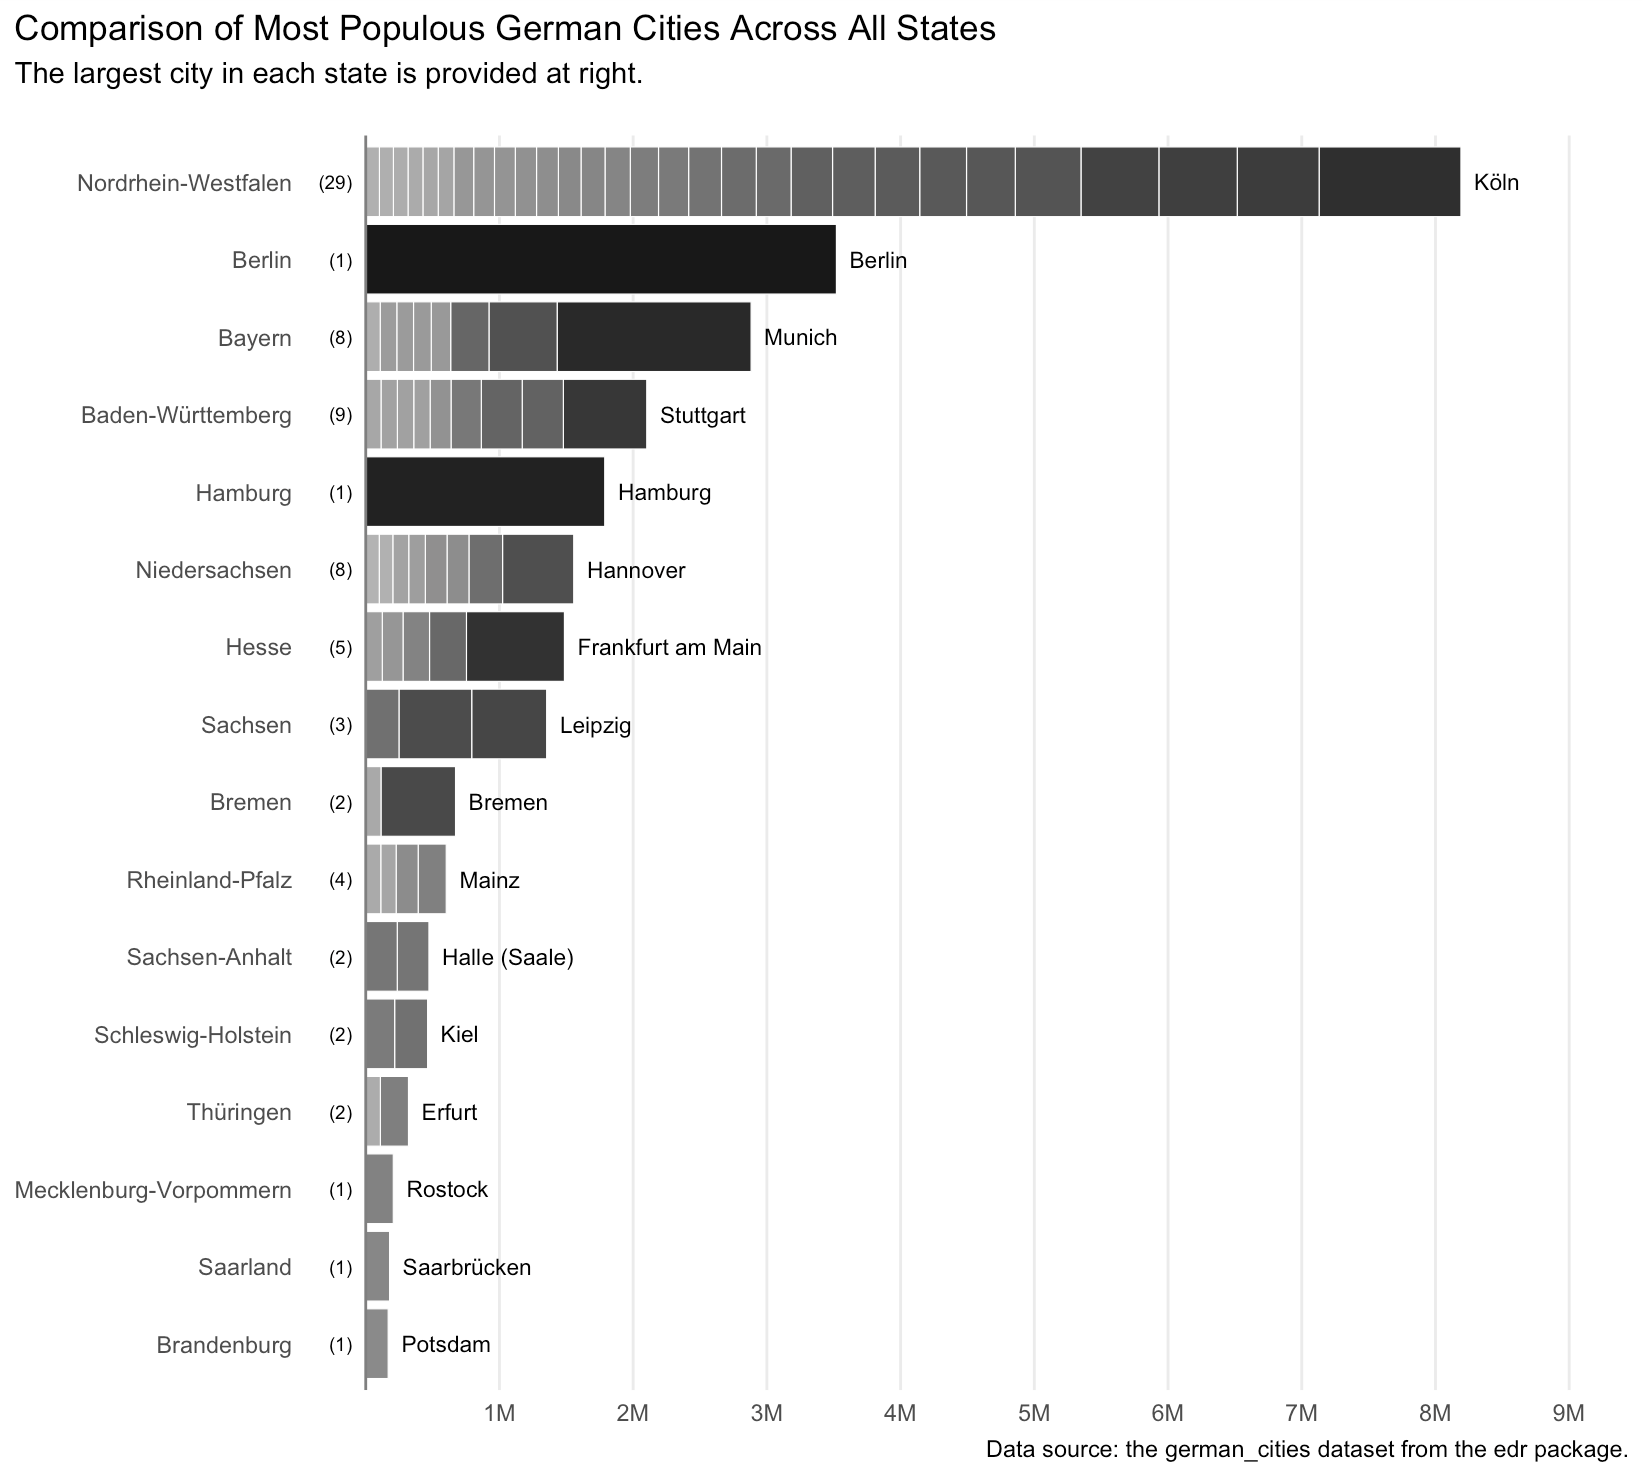 Comparison of Most Populous German Cities Across All States
The largest city in each state is provided at right.
Nordrhein-Westfalen (29) Köln
Berlin (1) Berlin
Bayern (8) Munich
Baden-Württemberg (9) Stuttgart
Hamburg (1) Hamburg
Niedersachsen (8) Hannover
Hesse (5) Frankfurt am Main
Sachsen (3) Leipzig
Bremen (2) Bremen
Rheinland-Pfalz (4) Mainz
Sachsen-Anhalt (2) Halle (Saale)
Schleswig-Holstein (2) Kiel
Thüringen (2) Erfurt
Mecklenburg-Vorpommern (1) Rostock
Saarland (1) Saarbrücken
Brandenburg (1) Potsdam
1M 2M 3M 4M 5M 6M 7M 8M 9M
Data source: the german_cities dataset from the edr package.